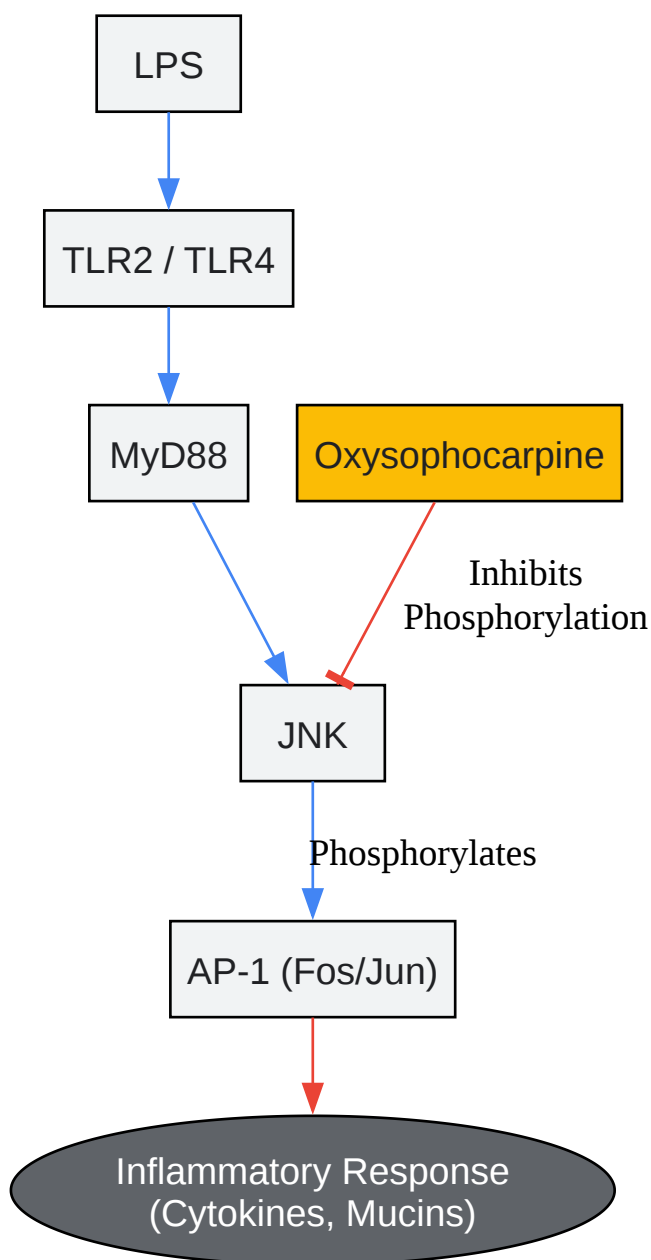 LPS
TLR2 / TLR4
MyD88
Oxysophocarpine
Inhibits
Phosphorylation
JNK
Phosphorylates
AP-1 (Fos/Jun)
Inflammatory Response
(Cytokines, Mucins)